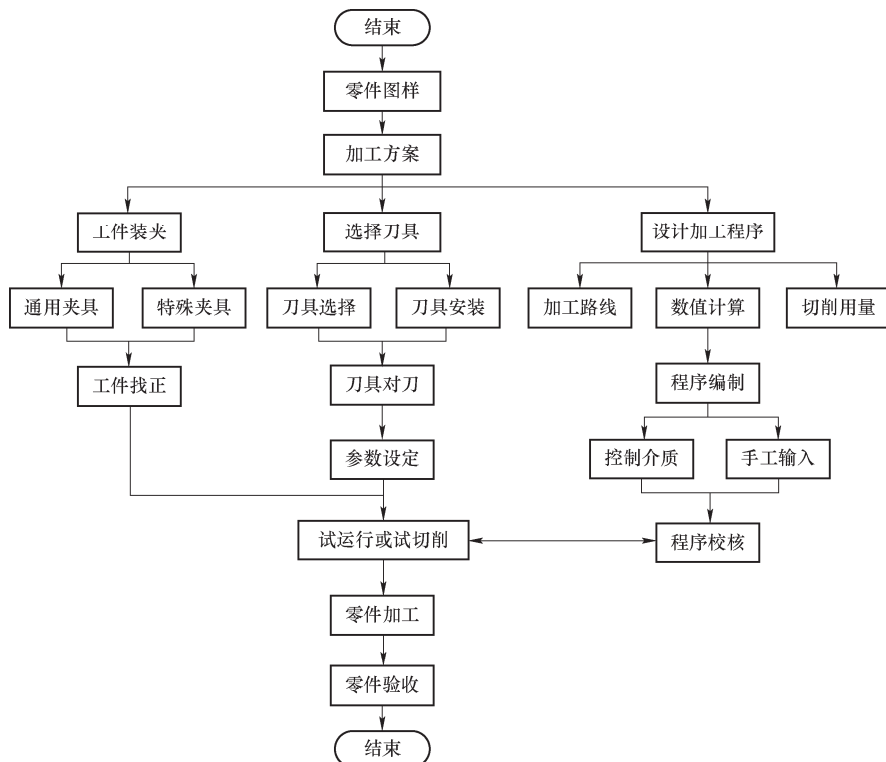 结束
零件图样
加工方案
工件装夹
选择刀具
设计加工程序
通用夹具
特殊夹具
刀具选择
刀具安装
加工路线
数值计算
切削用量
工件找正
刀具对刀
程序编制
参数设定
控制介质
手工输入
试运行或试切削
程序校核
零件加工
零件验收
结束